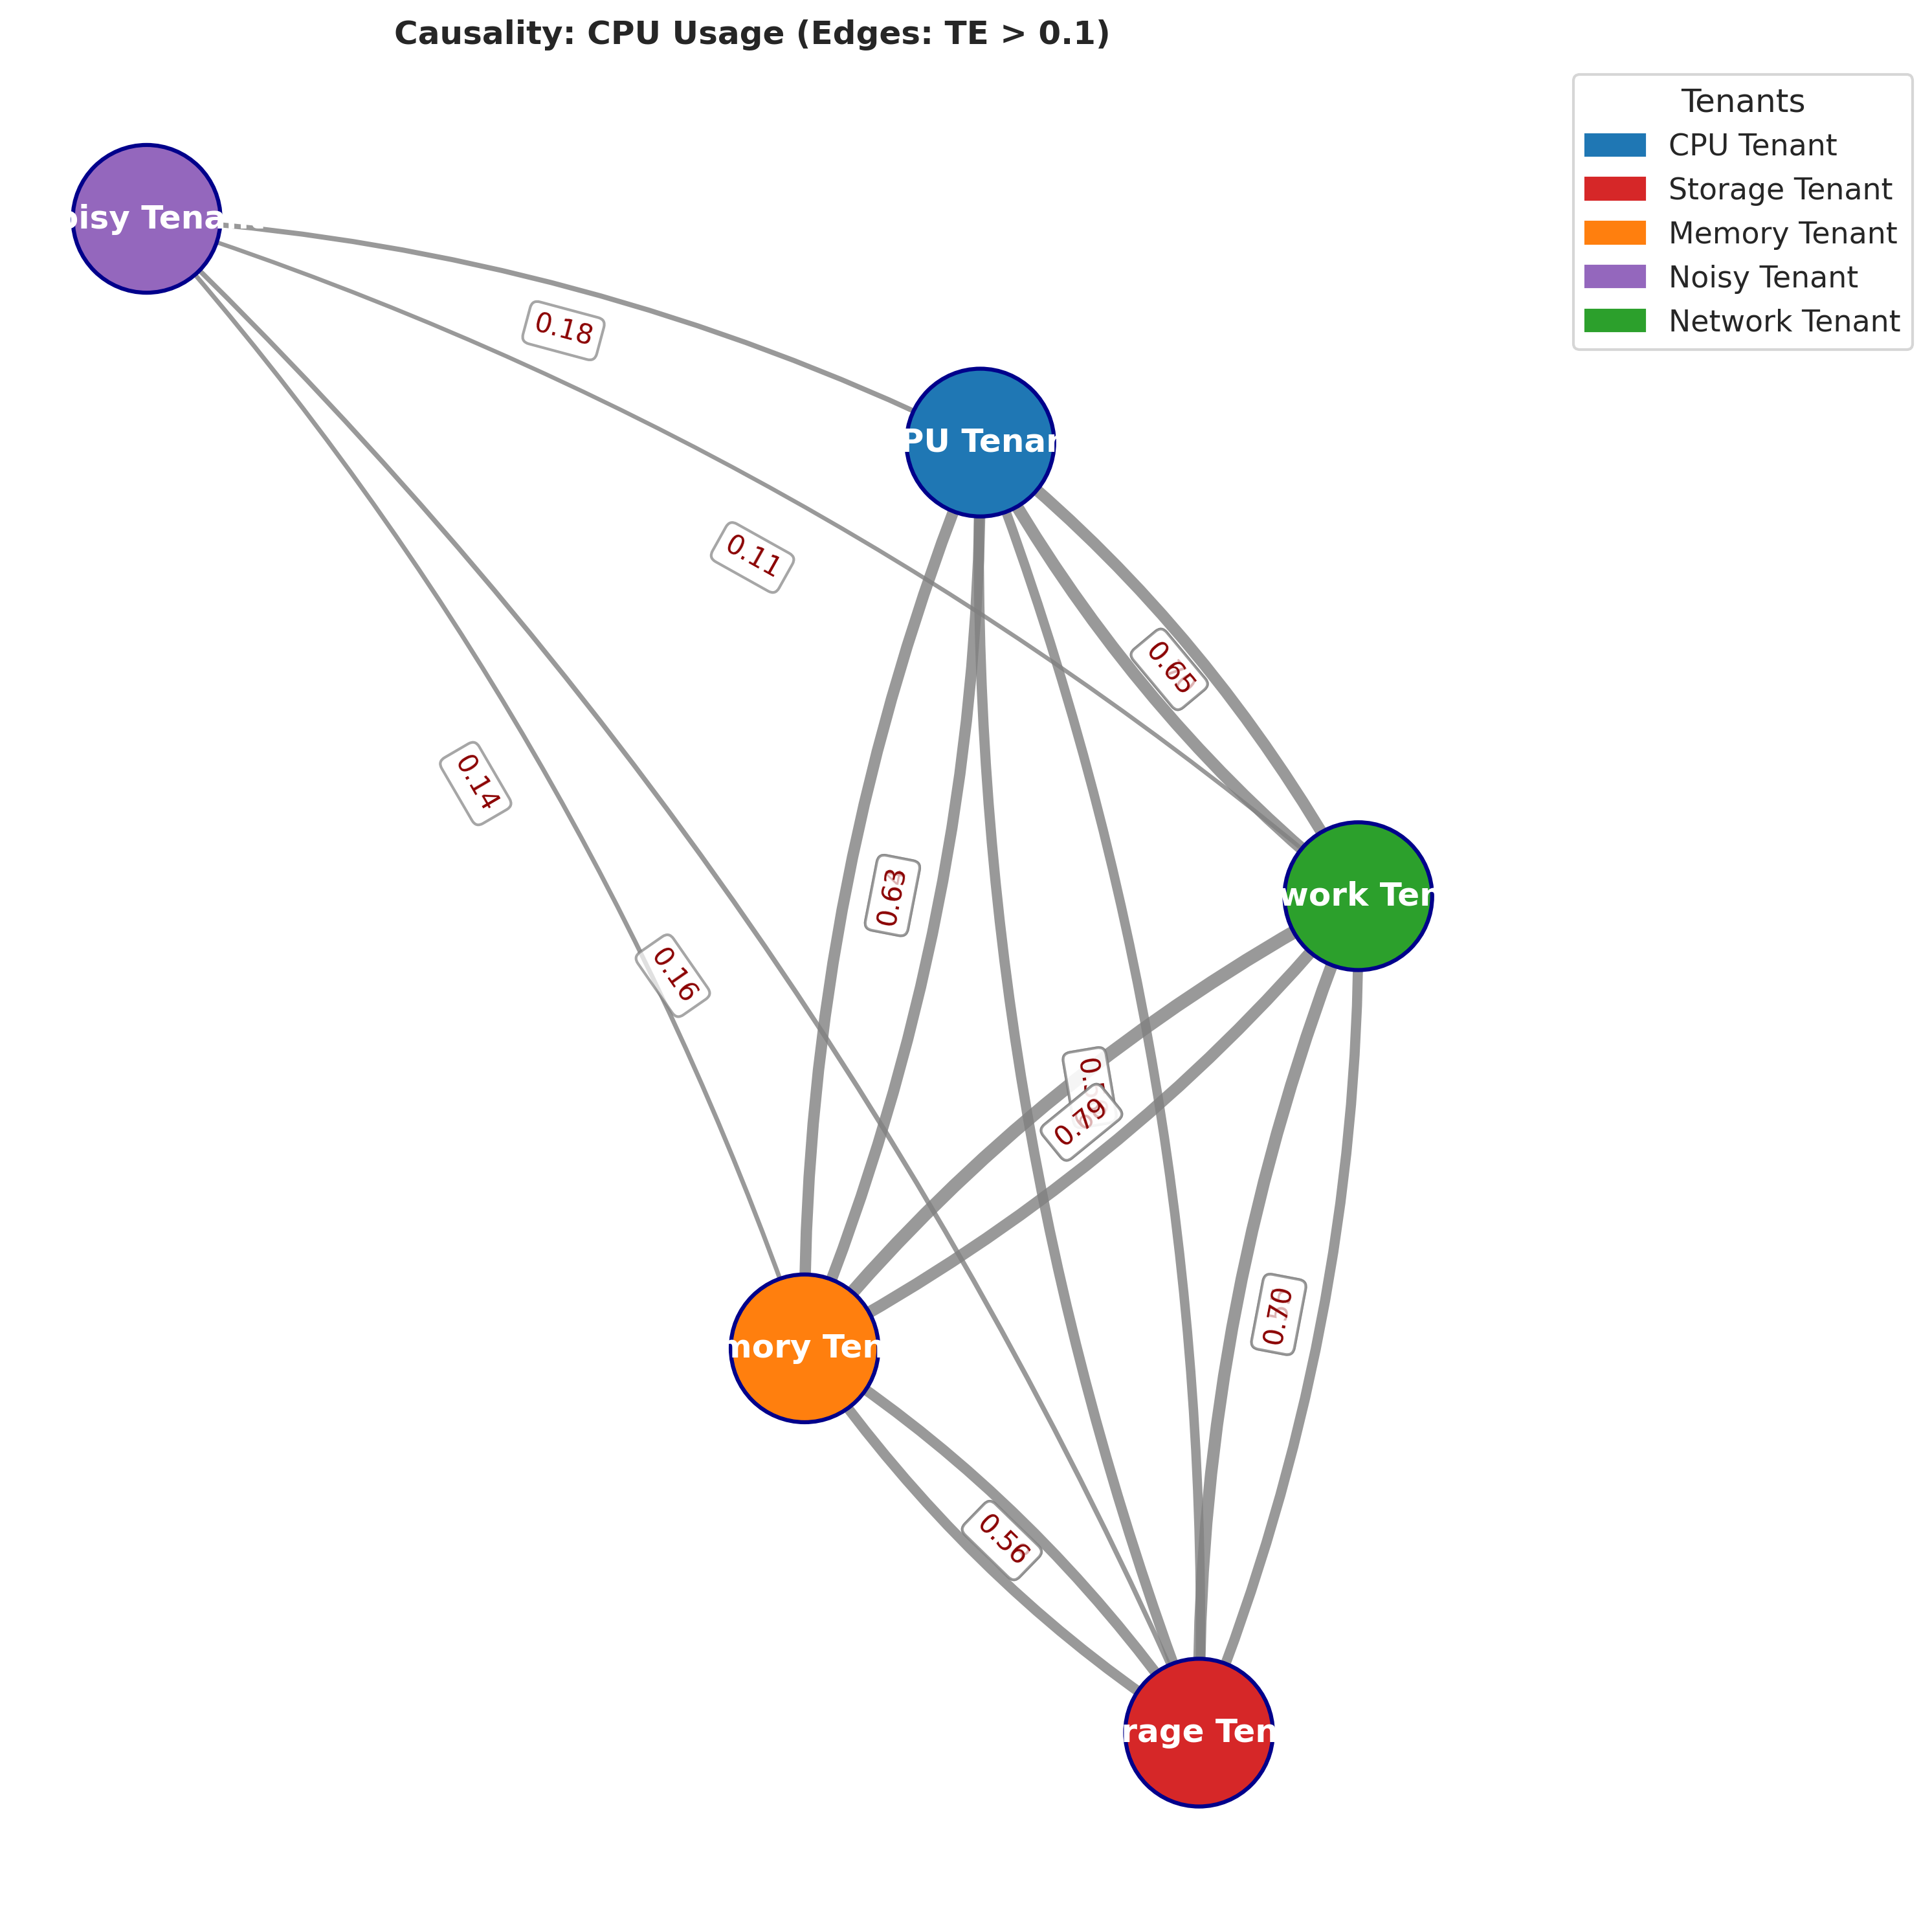 Causality: CPU Usage (Edges: TE > 0.1)
Tenants
CPU Tenant
Storage Tenant
Memory Tenant
Noisy Tenant
Network Tenant
oisy Tena
0.18
PU Tenan
0.11
0.65
0.14
0.63
work Ten
0.16
0.79
0.70
mory Ten
0.56
rage Ten